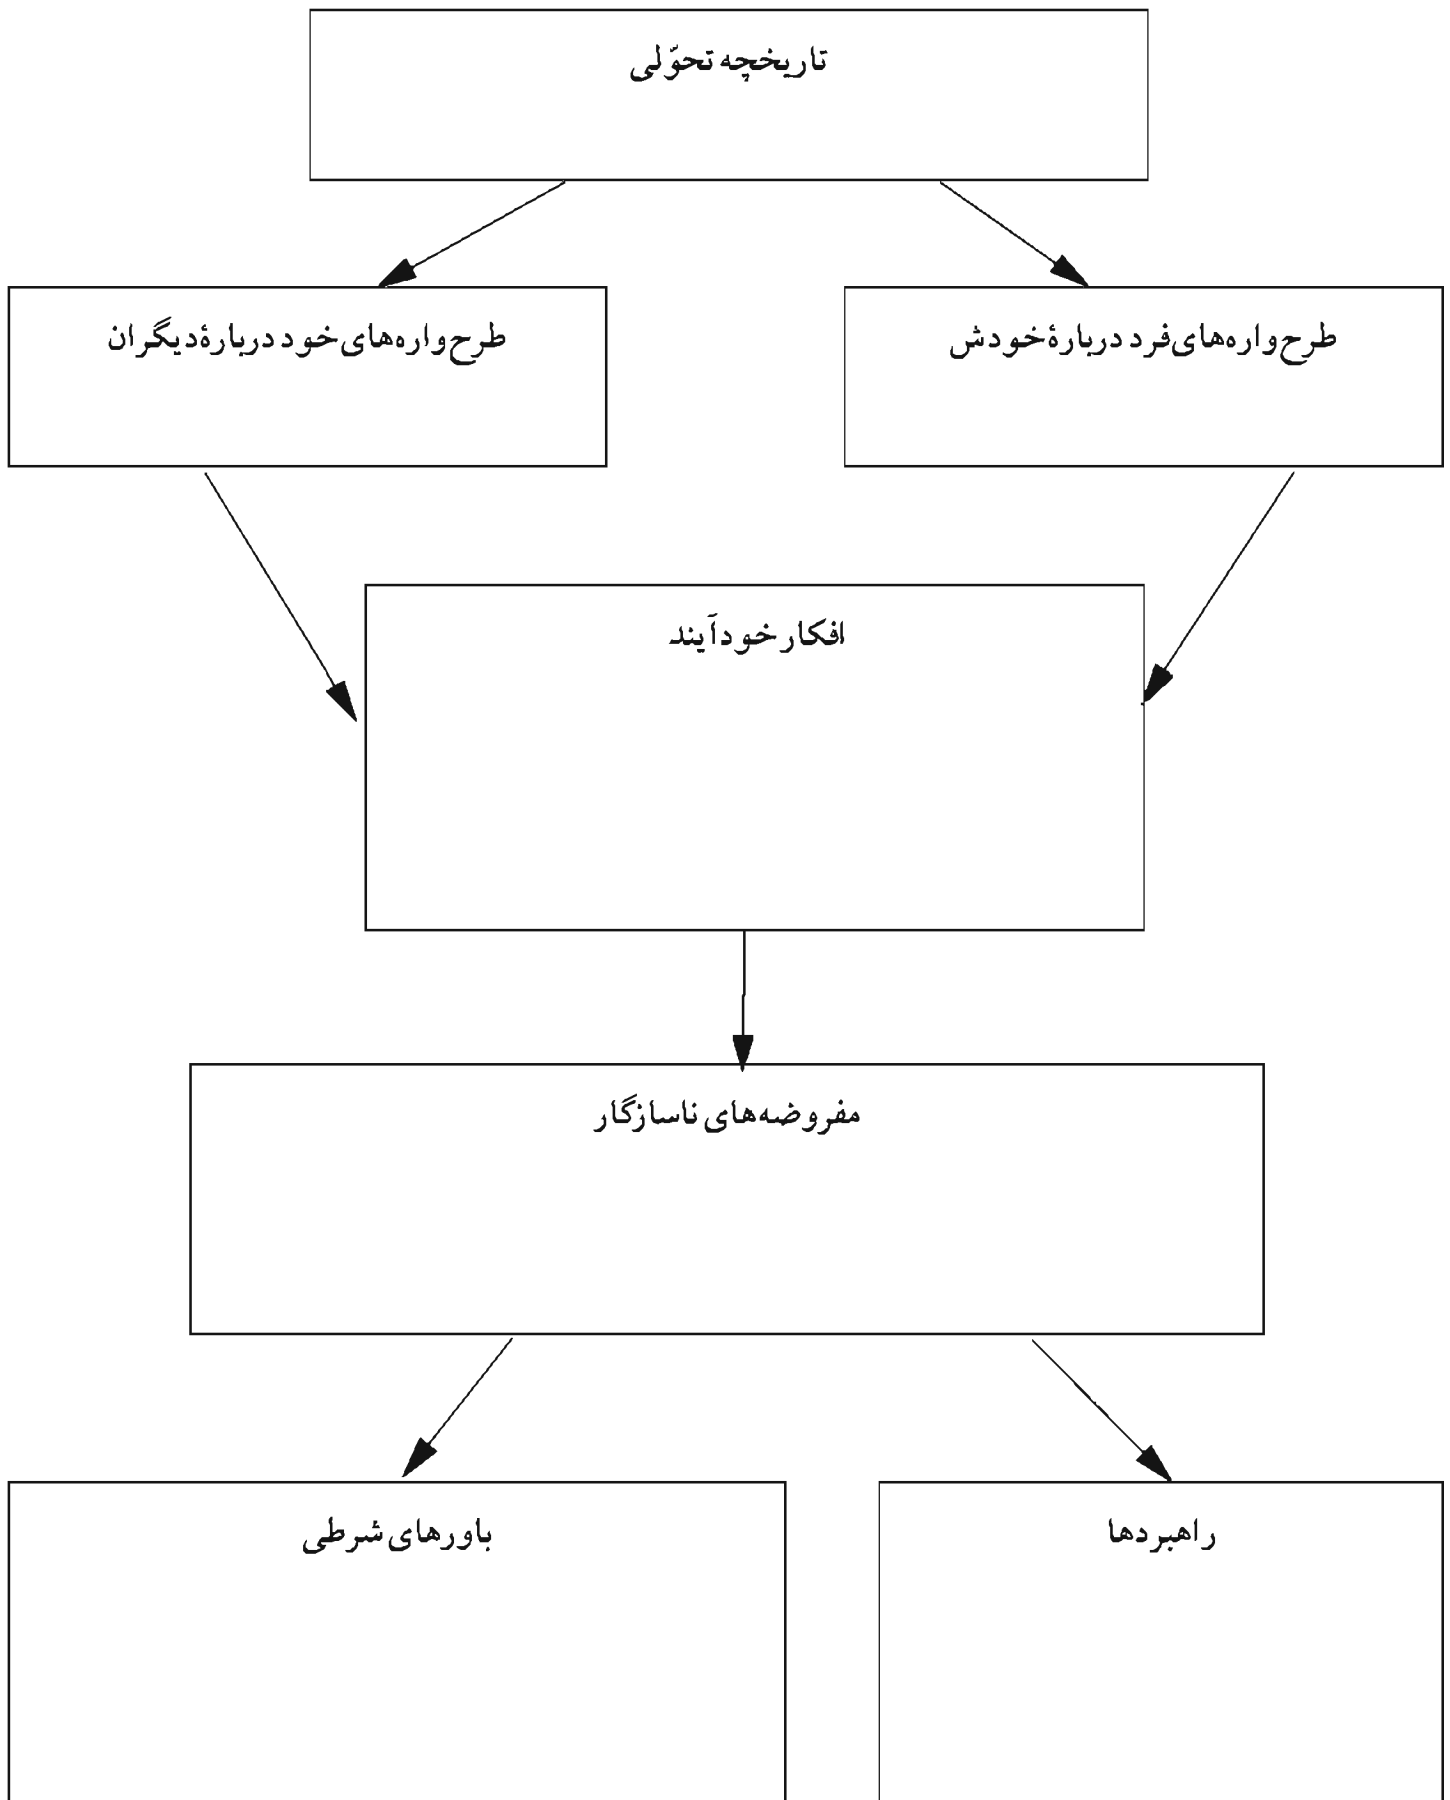 تاریخچه تحوّلی
طرح‌واره‌های فرد دربارهٔ خودش
طرح‌واره‌های خود دربارهٔ دیگران
افکار خودآیند
مفروضه‌های ناسازگار
راهبردها
باورهای شرطی